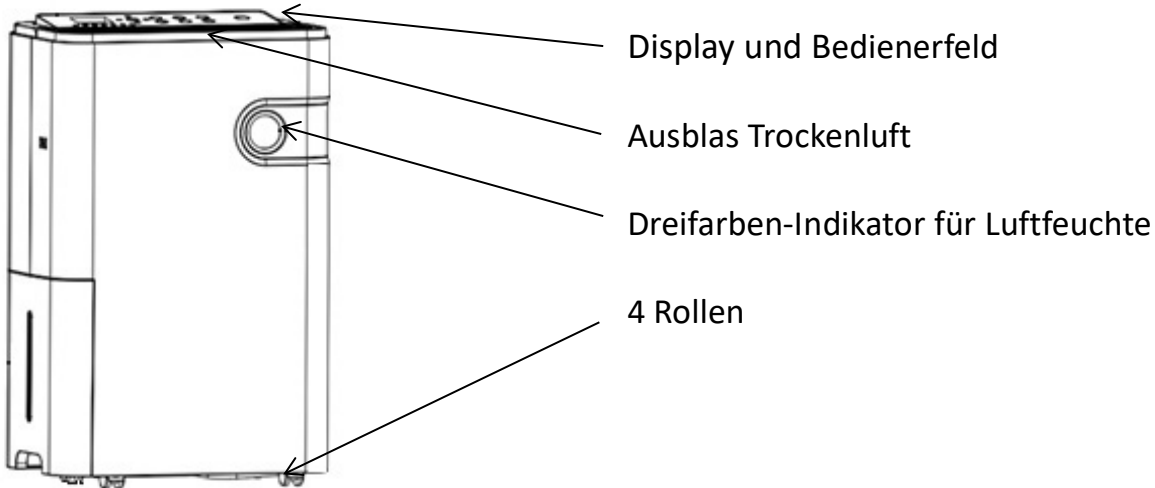 Display und Bedienerfeld
Ausblas Trockenluft
Dreifarben-Indikator für Luftfeuchte
4 Rollen